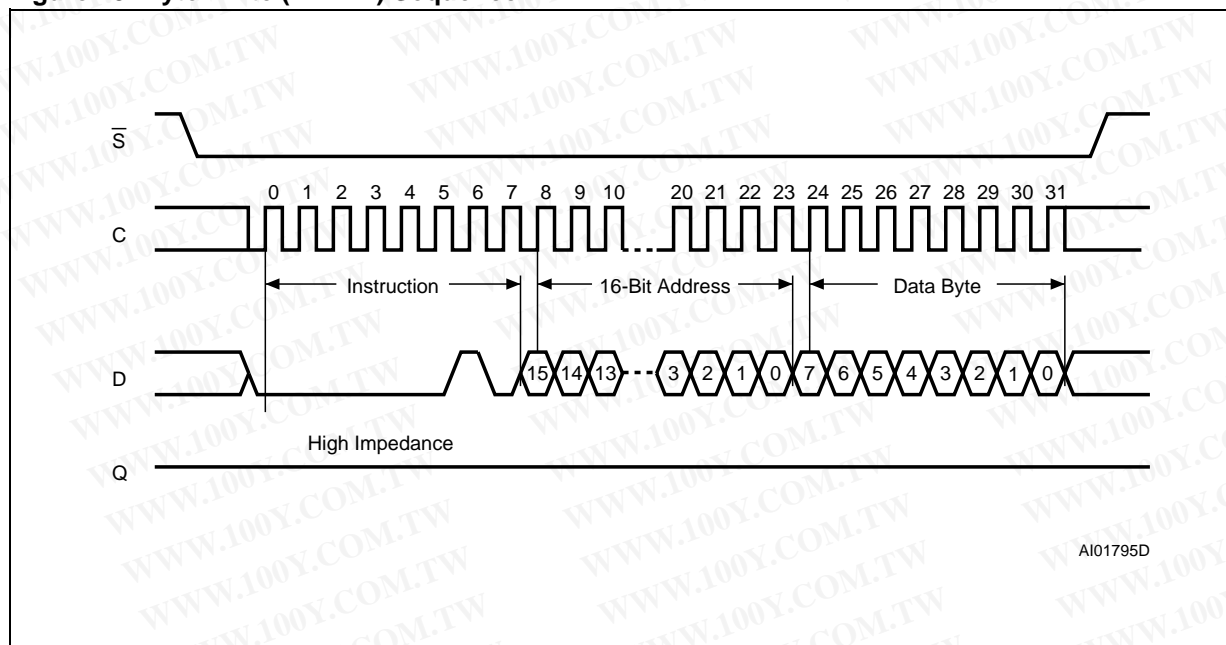 S
0 1 2 3 4 5 6 7 8 9 10 20 21 22 23 24 25 26 27 28 29 30 31
C
Instruction 16-Bit Address Data Byte
D 15 14 13 3 2 1 0 7 6 5 4 3 2 1 0
High Impedance
Q
AI01795D
WWW.100Y.COM.TW